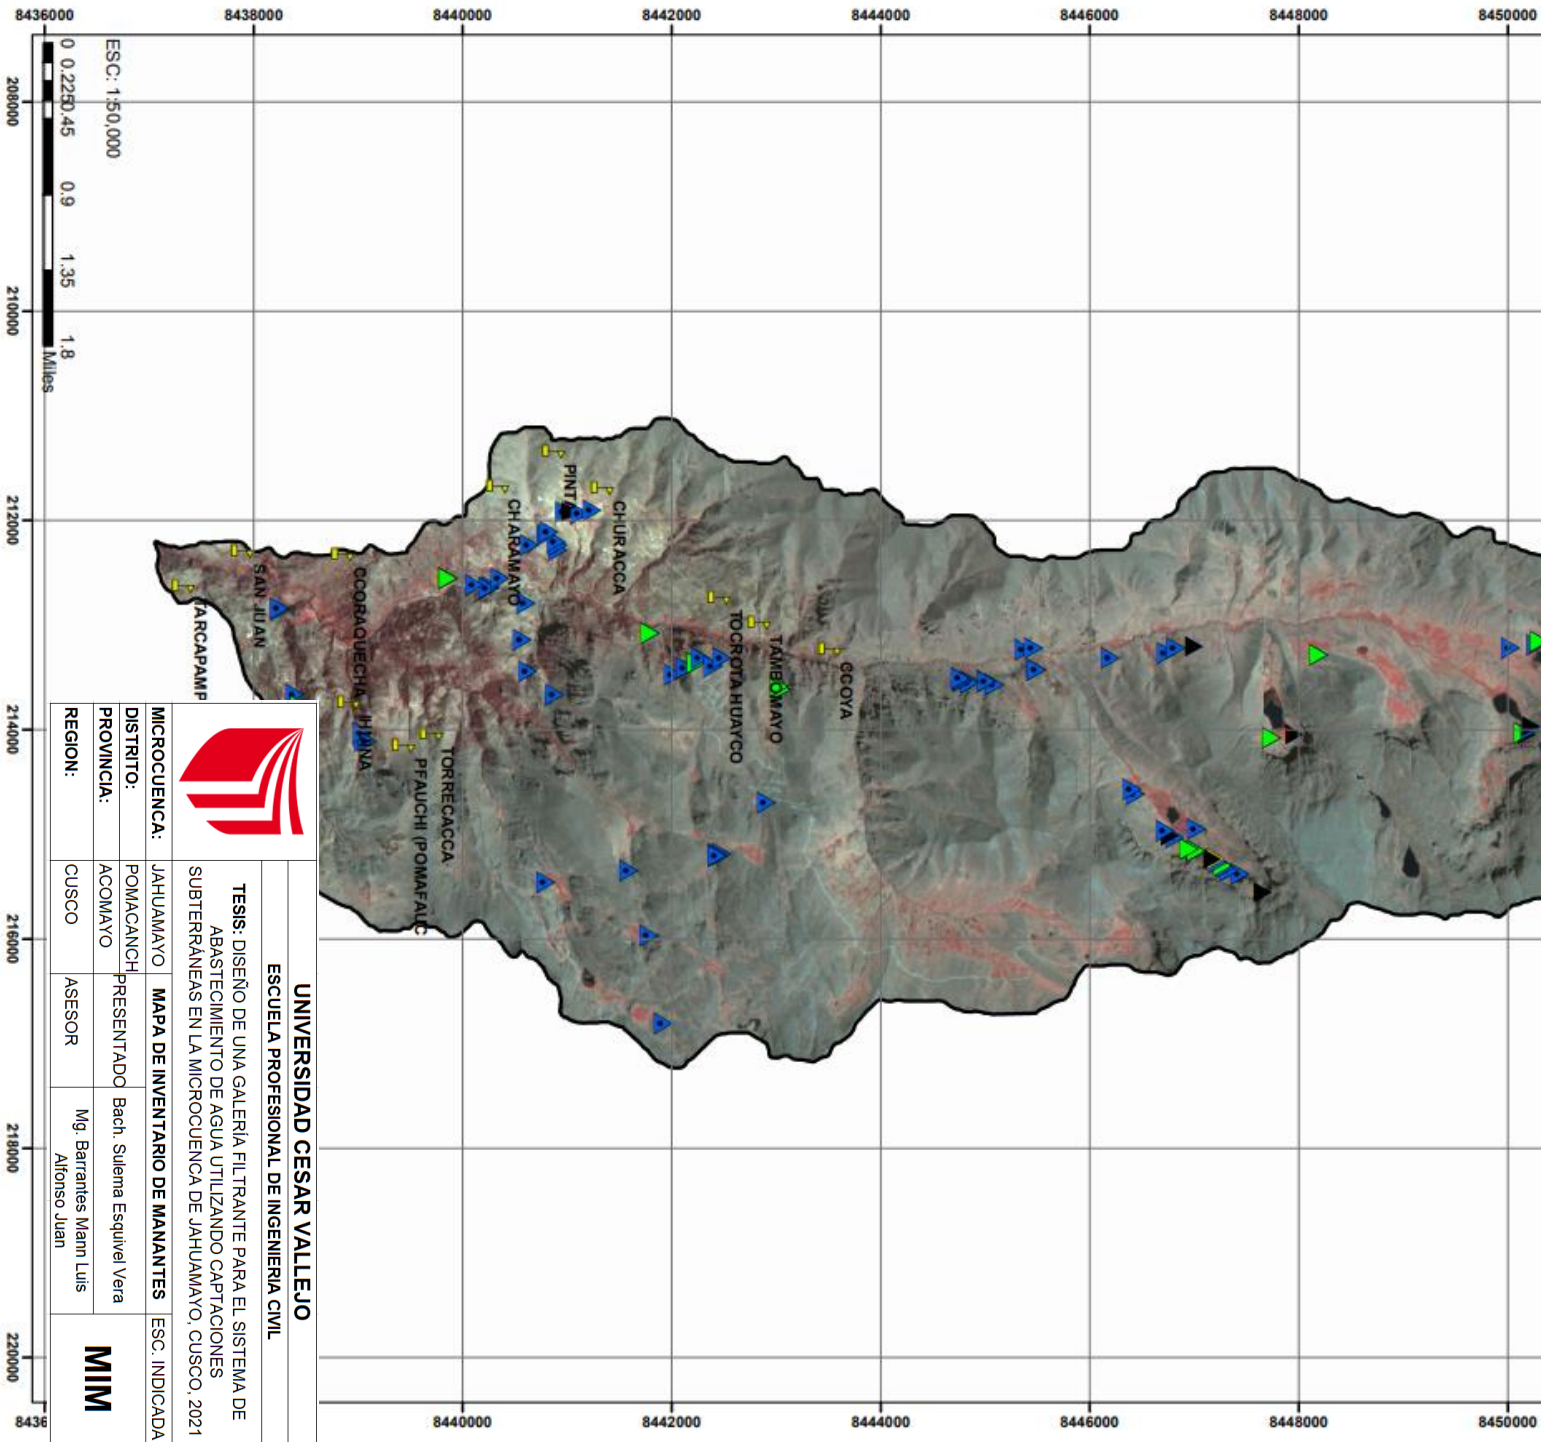 8436000 8438000 8440000 8442000 8444000 8446000 8448000 8450000
208000
210000
212000
214000
216000
218000
220000
ESC: 1:50,000
0 0.2250.45 0.9 1.35 1.8
Miles
PINTA
CHURACCA
CHARAMAYO
SAN JUAN
CCORAQUECHA
TARCAPAMP
TOCROTA HUAYCO
TAMBOMAYO
CCOYA
TORRECACCA
PFAUCHI (POMAFALLC
UNIVERSIDAD CESAR VALLEJO
ESCUELA PROFESIONAL DE INGENIERIA CIVIL
TESIS: DISEÑO DE UNA GALERÍA FILTRANTE PARA EL SISTEMA DE
ABASTECIMIENTO DE AGUA UTILIZANDO CAPTACIONES
SUBTERRÁNEAS EN LA MICROCUENCA DE JAHUAMAYO, CUSCO, 2021
MICROCUENCA: JAHUAMAYO MAPA DE INVENTARIO DE MANANTES ESC. INDICADA
DISTRITO: POMACANCH
PROVINCIA: ACOMAYO PRESENTADO Bach. Sulema Esquivel Vera
REGION: CUSCO ASESOR Mg. Barrantes Mann Luis
Alfonso Juan
MIM
8436 8440000 8442000 8444000 8446000 8448000 8450000